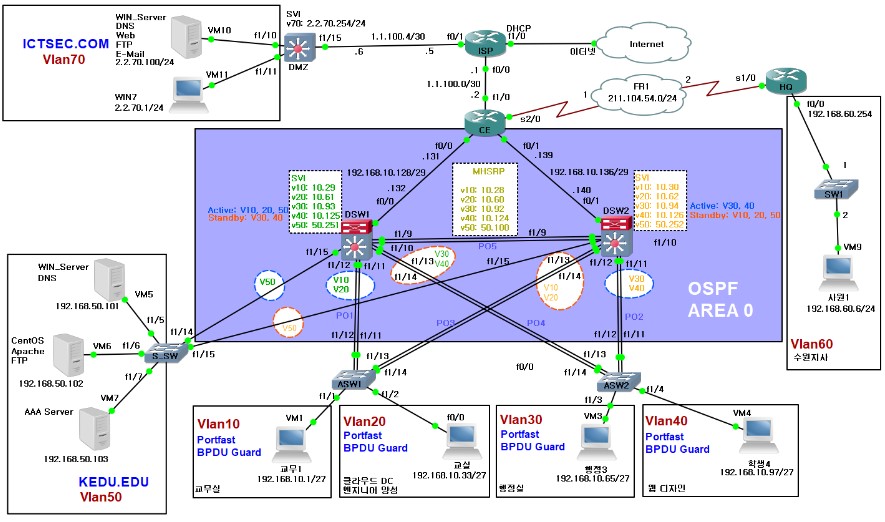 WIN_Server
DNS
Web
FTP
E-Mail
2.2.70.100/24
ICTSEC.COM
Vlan70
VM10
VM11
WIN7
2.2.70.1/24
SVI
v70: 2.2.70.254/24
f1/10
f1/11
f1/15
DMZ
1.1.100.4/30
.6
.5
f0/1
DHCP
f1/0
ISP
이더넷
Internet
.1
f0/0
1.1.100.0/30
.2
f1/0
CE
s2/0
1
FR1
211.104.54.0/24
2
s1/0
HQ
f0/0
192.168.60.254
1
SW1
2
VM9
사원1
192.168.60.6/24
Vlan60
수원지사
f0/0
.131
192.168.10.128/29
.132
f0/0
f0/1
.139
192.168.10.136/29
.140
f0/1
MHSRP
v10: 10.28
v20: 10.60
v30: 10.92
v40: 10.124
v50: 50.100
SVI
v10: 10.29
v20: 10.61
v30: 10.93
v40: 10.125
v50: 50.251
SVI
v10: 10.30
v20: 10.62
v30: 10.94
v40: 10.126
v50: 50.252
Active: V10, 20, 50
Standby: V30, 40
Active: V30, 40
Standby: V10, 20, 50
DSW1
DSW2
f1/9
f1/10
f1/9
f1/10
PO5
f1/15
f1/12
f1/11
f1/13
f1/14
V30
V40
f1/15
f1/13
f1/14
V10
V20
f1/12
f1/11
V50
V10
V20
V30
V40
V50
PO1
PO3
PO4
PO2
OSPF
AREA 0
WIN_Server
DNS
192.168.50.101
VM5
f1/5
CentOS
Apache
FTP
192.168.50.102
VM6
f1/6
AAA Server
192.168.50.103
VM7
f1/7
S_SW
f1/14
f1/15
KEDU.EDU
Vlan50
f1/12
f1/11
f1/13
f1/14
ASW1
f1/1
f1/2
f0/0
f1/13
f1/14
f1/12
f1/11
ASW2
f1/3
f1/4
Vlan10
Portfast
BPDU Guard
VM1
교무1
192.168.10.1/27
교무실
Vlan20
Portfast
BPDU Guard
f0/0
교실
192.168.10.33/27
클라우드 DC
엔지니어 양성
Vlan30
Portfast
BPDU Guard
VM3
행정3
192.168.10.65/27
행정실
Vlan40
Portfast
BPDU Guard
VM4
학생4
192.168.10.97/27
웹 디자인